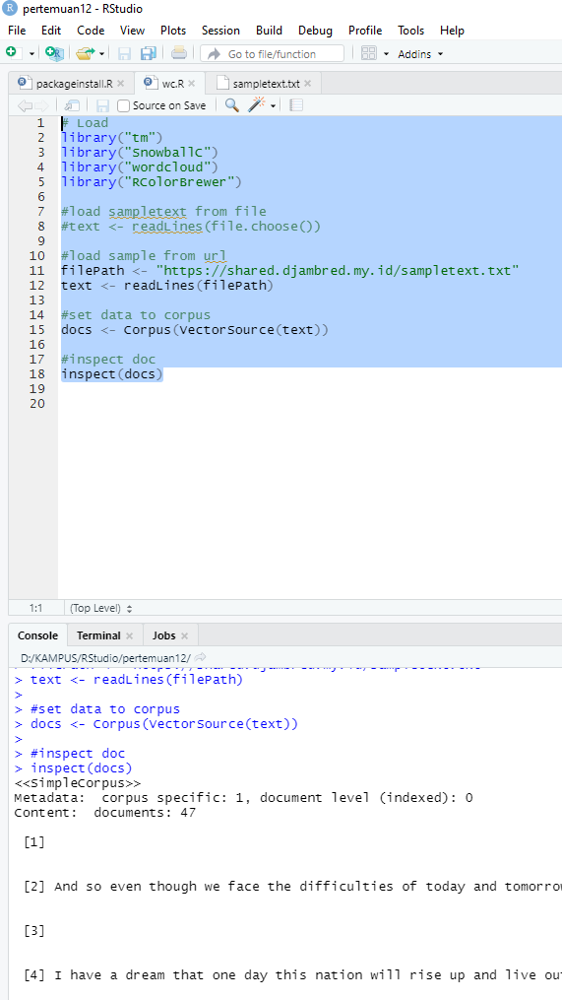 pertemuan12 - RStudio
File Edit Code View Plots Session Build Debug Profile Tools Help
Go to file/function Addins
packageinstall.R wc.R sampletext.txt
Source on Save
1 # Load
2 library("tm")
3 library("SnowballC")
4 library("wordcloud")
5 library("RColorBrewer")
6
7 #load sampletext from file
8 #text <- readLines(file.choose())
9
10 #load sample from url
11 filePath <- "https://shared.djambred.my.id/sampletext.txt"
12 text <- readLines(filePath)
13
14 #set data to corpus
15 docs <- Corpus(VectorSource(text))
16
17 #inspect doc
18 inspect(docs)
19
20
1:1 (Top Level)
Console Terminal Jobs
D:/KAMPUS/RStudio/pertemuan12/
> text <- readLines(filePath)
>
> #set data to corpus
> docs <- Corpus(VectorSource(text))
>
> #inspect doc
> inspect(docs)
<<SimpleCorpus>>
Metadata:  corpus specific: 1, document level (indexed): 0
Content:  documents: 47
[1]
[2] And so even though we face the difficulties of today and tomorrow
[3]
[4] I have a dream that one day this nation will rise up and live out